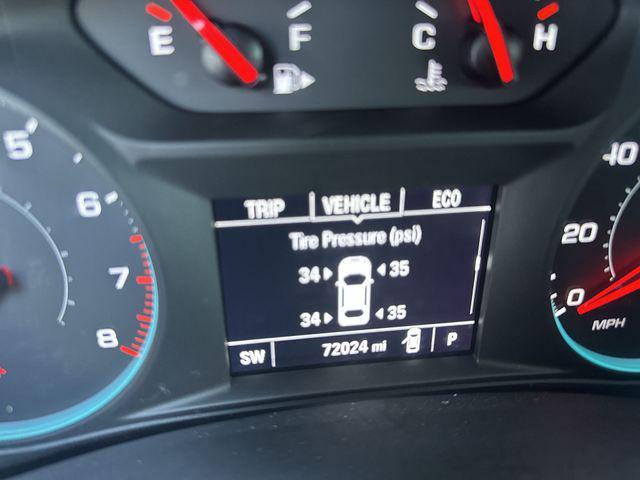 E F C H
5
6
7
8
TRIP VEHICLE ECO
Tire Pressure (psi)
34 35
34 35
SW 72024 mi P
40
20
0
MPH